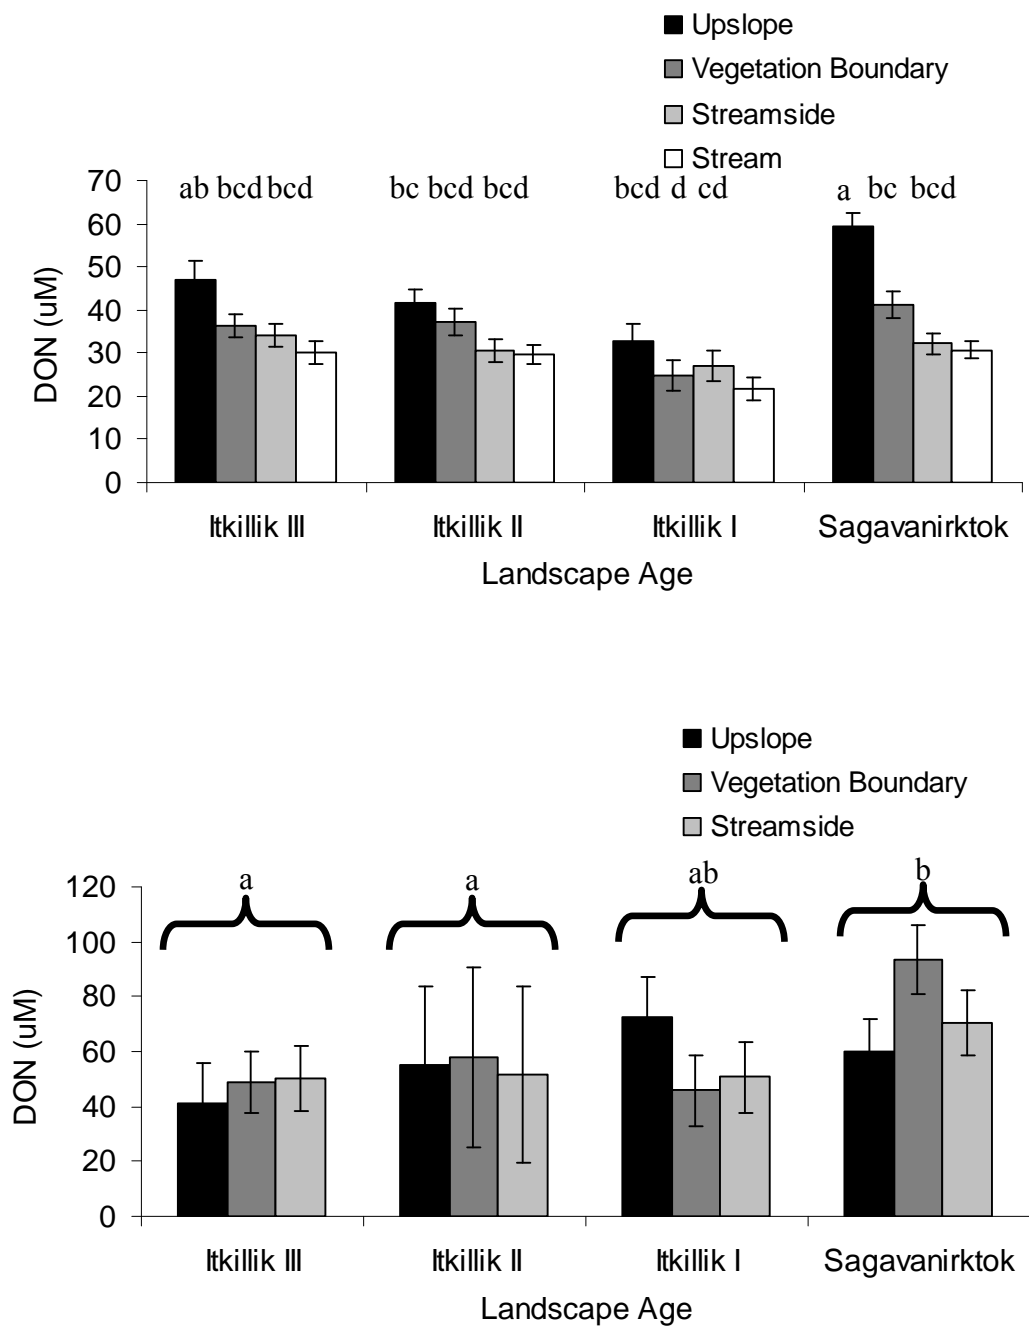 Upslope
Vegetation Boundary
Streamside
Stream
70
60
50
40
30
20
10
0
DON (uM)
ab bcd bcd
bc bcd bcd
bcd d cd
a bc bcd
Itkillik III
Itkillik II
Itkillik I
Sagavanirktok
Landscape Age
Upslope
Vegetation Boundary
Streamside
120
100
80
60
40
20
0
DON (uM)
a
a
ab
b
Itkillik III
Itkillik II
Itkillik I
Sagavanirktok
Landscape Age